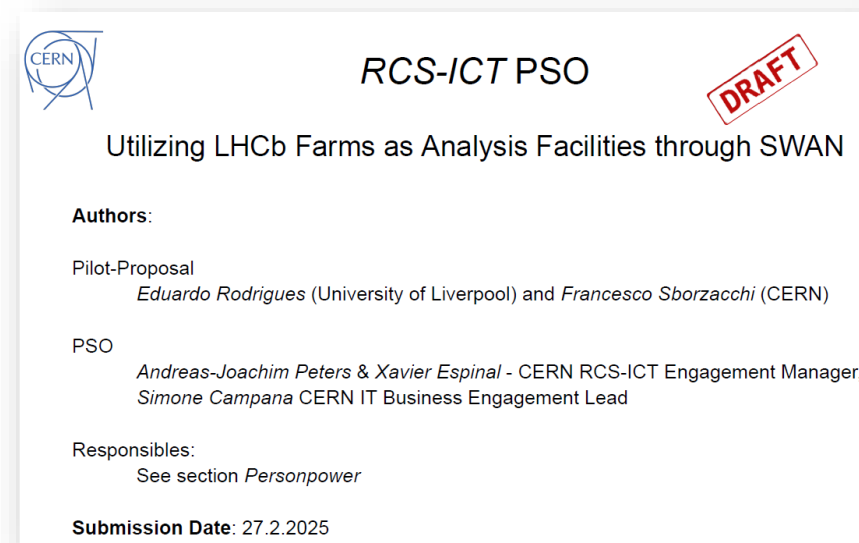 CERN
RCS-ICT PSO
DRAFT
Utilizing LHCb Farms as Analysis Facilities through SWAN
Authors:
Pilot-Proposal
Eduardo Rodrigues (University of Liverpool) and Francesco Sborzacchi (CERN)
PSO
Andreas-Joachim Peters & Xavier Espinal - CERN RCS-ICT Engagement Manager
Simone Campana CERN IT Business Engagement Lead
Responsibles:
See section Personpower
Submission Date: 27.2.2025